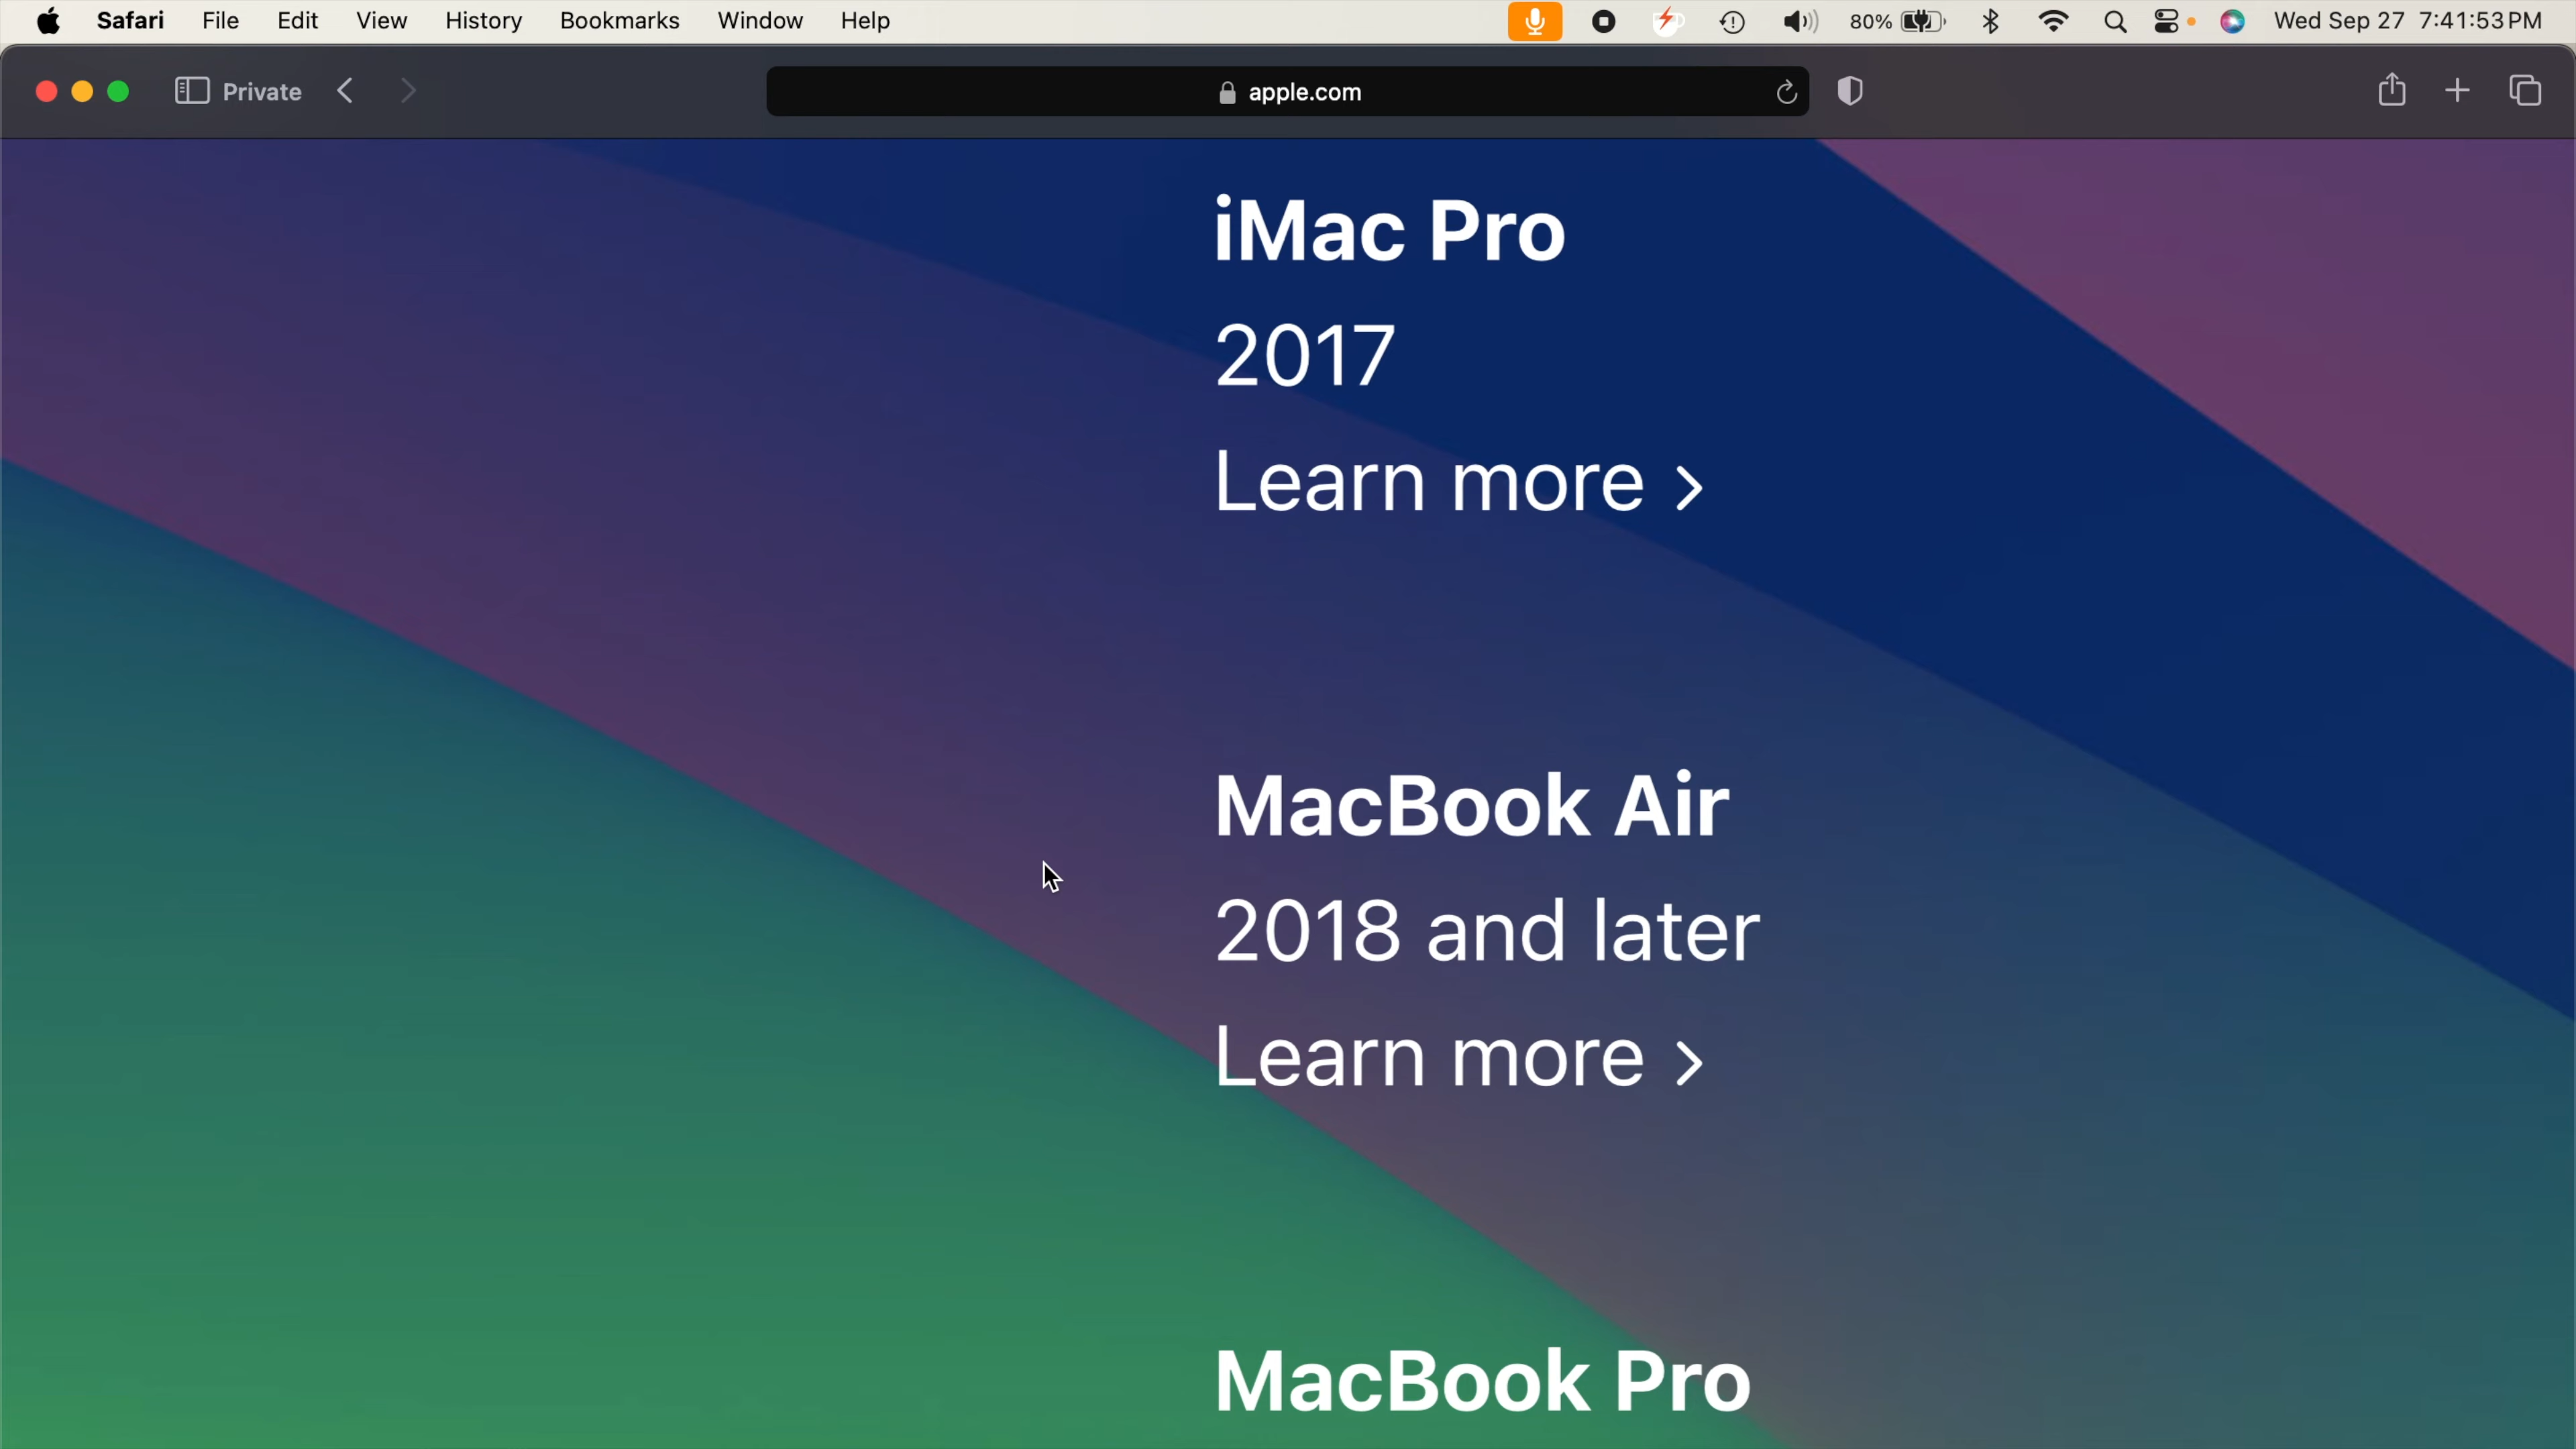 Safari File Edit View History Bookmarks Window Help 80% Wed Sep 27 7:41:53 PM
Private apple.com
iMac Pro
2017
Learn more >
MacBook Air
2018 and later
Learn more >
MacBook Pro